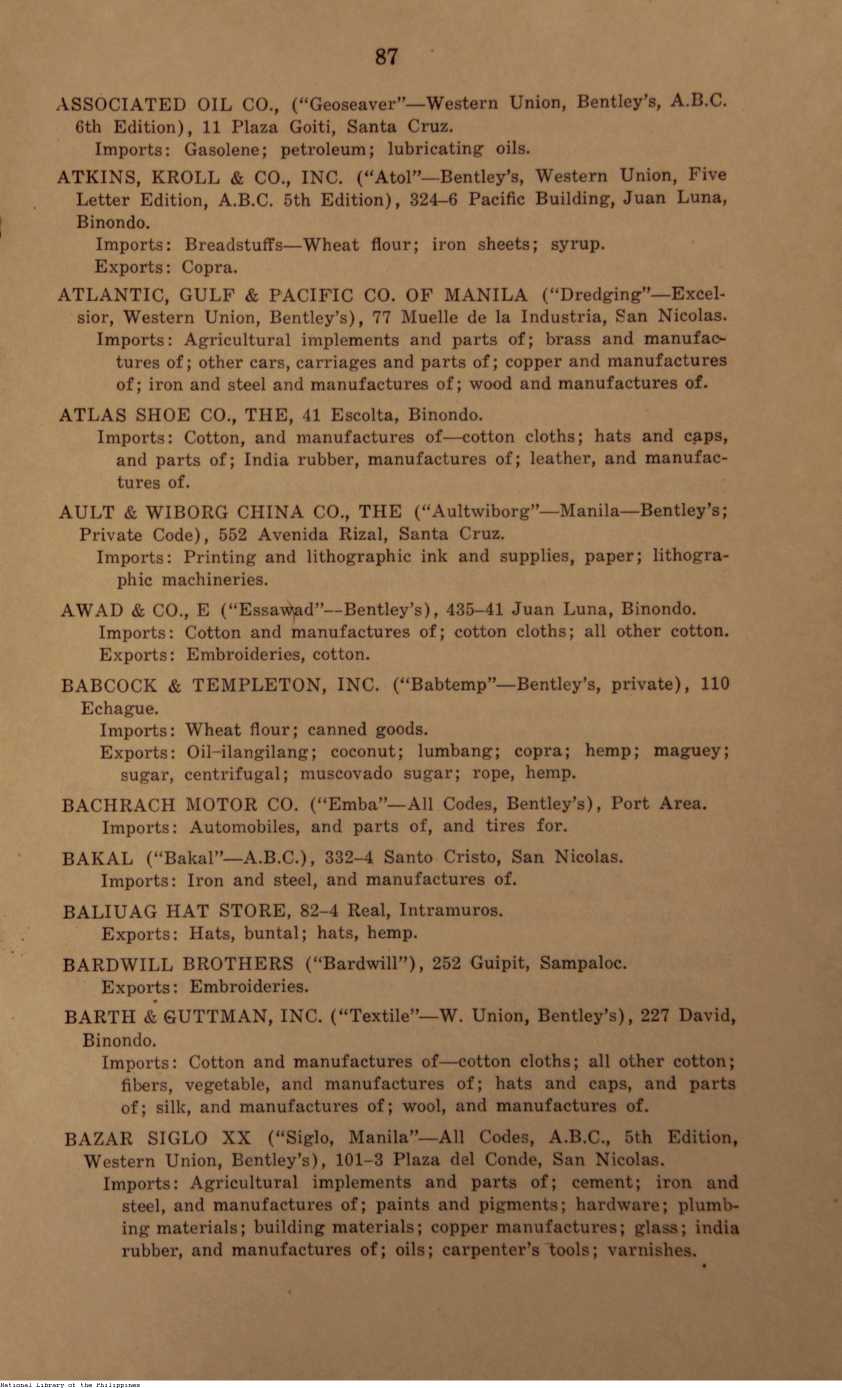 87
ASSOCIATED OIL CO., (“Geoseaver”—Western Union, Bentley’s, A.B.C.
6th Edition), 11 Plaza Goiti, Santa Cruz.
Imports: Gasolene; petroleum; lubricating oils.
ATKINS, KROLL & CO., INC. (“Atol”—Bentley’s, Western Union, Five
Letter Edition, A.B.C. 5th Edition), 324–6 Pacific Building, Juan Luna,
Binondo.
Imports: Breadstuffs—Wheat flour; iron sheets; syrup.
Exports: Copra.
ATLANTIC, GULF & PACIFIC CO. OF MANILA (“Dredging”—Excel-
sior, Western Union, Bentley’s), 77 Muelle de la Industria, San Nicolas.
Imports: Agricultural implements and parts of; brass and manufac-
tures of; other cars, carriages and parts of; copper and manufactures
of; iron and steel and manufactures of; wood and manufactures of.
ATLAS SHOE CO., THE, 41 Escolta, Binondo.
Imports: Cotton, and manufactures of—cotton cloths; hats and caps,
and parts of; India rubber, manufactures of; leather, and manufac-
tures of.
AULT & WIBORG CHINA CO., THE (“Aultwiborg”—Manila—Bentley’s;
Private Code), 552 Avenida Rizal, Santa Cruz.
Imports: Printing and lithographic ink and supplies, paper; lithogra-
phic machineries.
AWAD & CO., E (“Essawad”—Bentley’s), 435–41 Juan Luna, Binondo.
Imports: Cotton and manufactures of; cotton cloths; all other cotton.
Exports: Embroideries, cotton.
BABCOCK & TEMPLETON, INC. (“Babtemp”—Bentley’s, private), 110
Echague.
Imports: Wheat flour; canned goods.
Exports: Oil-ilangilang; coconut; lumbang; copra; hemp; maguey;
sugar, centrifugal; muscovado sugar; rope, hemp.
BACHRACH MOTOR CO. (“Emba”—All Codes, Bentley’s), Port Area.
Imports: Automobiles, and parts of, and tires for.
BAKAL (“Bakal”—A.B.C.), 332–4 Santo Cristo, San Nicolas.
Imports: Iron and steel, and manufactures of.
BALIUAG HAT STORE, 82–4 Real, Intramuros.
Exports: Hats, buntal; hats, hemp.
BARDWILL BROTHERS (“Bardwill”), 252 Guipit, Sampaloc.
Exports: Embroideries.
BARTH & GUTTMAN, INC. (“Textile”—W. Union, Bentley’s), 227 David,
Binondo.
Imports: Cotton and manufactures of—cotton cloths; all other cotton;
fibers, vegetable, and manufactures of; hats and caps, and parts
of; silk, and manufactures of; wool, and manufactures of.
BAZAR SIGLO XX (“Siglo, Manila”—All Codes, A.B.C., 5th Edition,
Western Union, Bentley’s), 101–3 Plaza del Conde, San Nicolas.
Imports: Agricultural implements and parts of; cement; iron and
steel, and manufactures of; paints and pigments; hardware; plumb-
ing materials; building materials; copper manufactures; glass; india
rubber, and manufactures of; oils; carpenter’s tools; varnishes.
National Library of the Philippines